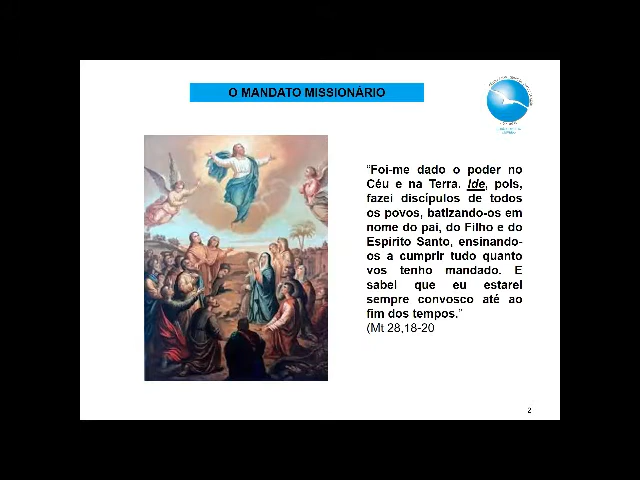 O MANDATO MISSIONÁRIO
“Foi-me dado o poder no
Céu e na Terra. Ide, pois,
fazei discípulos de todos
os povos, batizando-os em
nome do pai, do Filho e do
Espírito Santo, ensinando-
os a cumprir tudo quanto
vos tenho mandado. E
sabei que eu estarei
sempre convosco até ao
fim dos tempos.”
(Mt 28,18-20
2